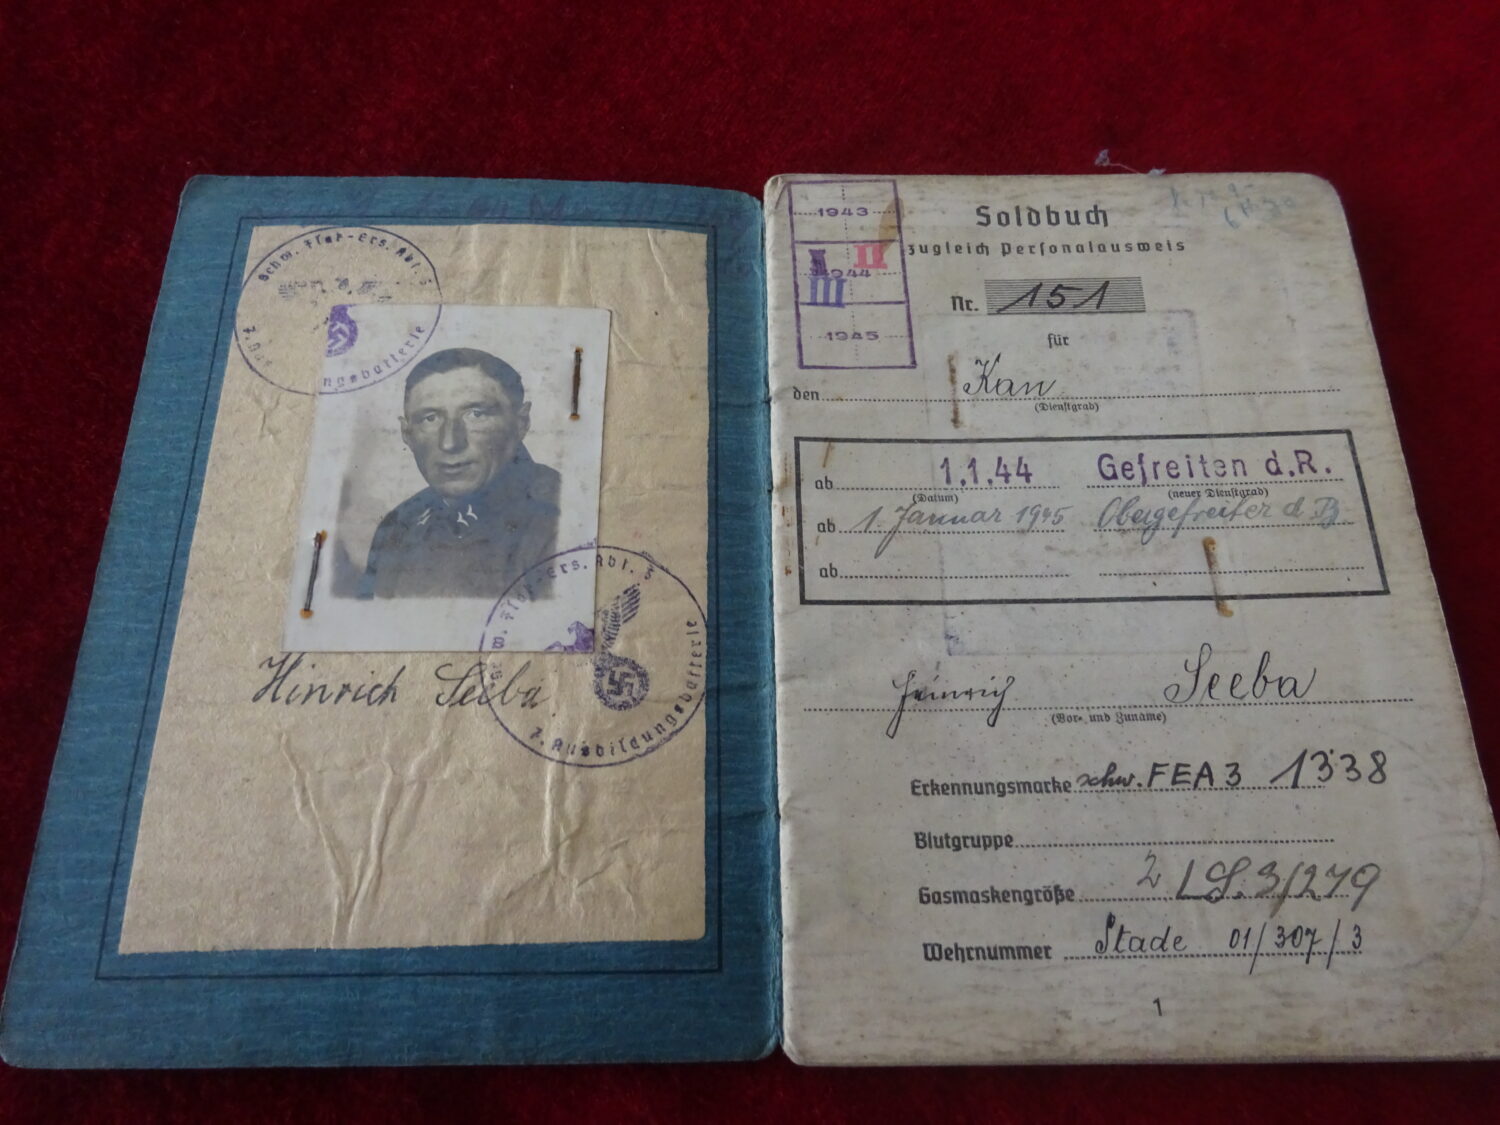 Schw. Flak-Ers. Abt. 3
ngsbatterie
Schw. Flak-Ers. Abt. 3
7. Ausbildungsbatterie
Hinrich Seeba
1943
II
1944
III
1945
Soldbuch
zugleich Personalausweis
Nr. 151
für
den Kan
(Dienstgrad)
ab 1.1.44 Gefreiten d.R.
(Datum) (neuer Dienstgrad)
ab 1. Januar 1945 Obergefreiter d. R
ab
Heinrich Seeba
(Vor- und Zuname)
Erkennungsmarke schw. FEA 3 1338
Blutgruppe
Gasmaskengröße 2 LS. 3/279
Wehrnummer Stade 01/307/3
1